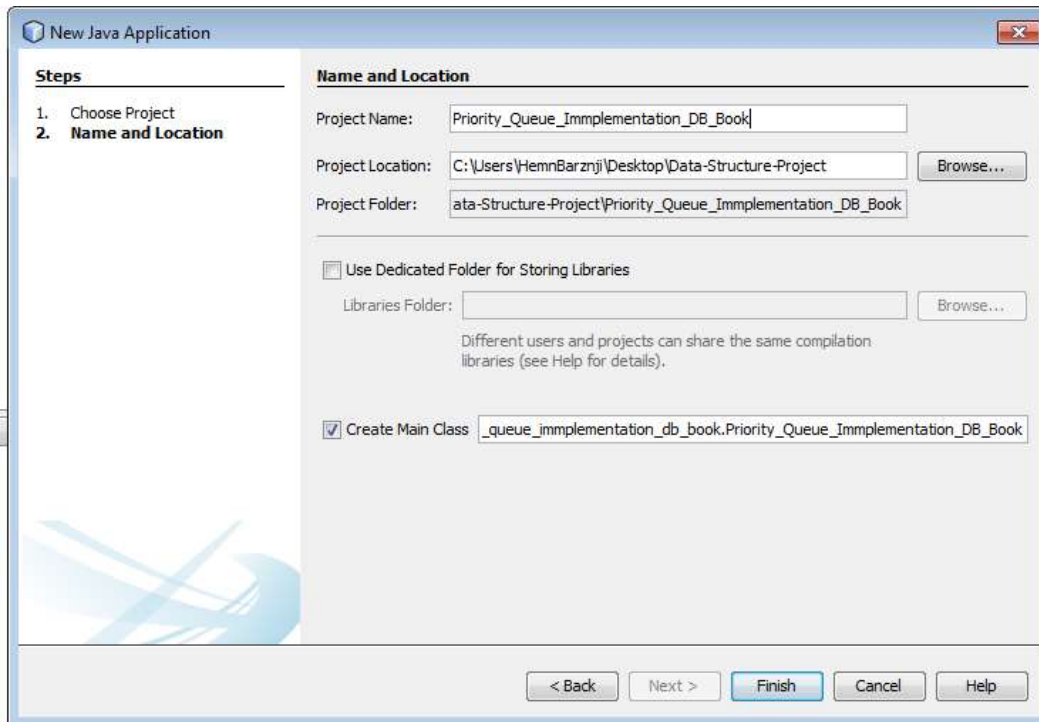 New Java Application
Steps
1. Choose Project
2. Name and Location
Name and Location
Project Name: Priority_Queue_Immplementation_DB_Book
Project Location: C:\Users\HemnBarznji\Desktop\Data-Structure-Project Browse...
Project Folder: ata-Structure-Project\Priority_Queue_Immplementation_DB_Book
Use Dedicated Folder for Storing Libraries
Libraries Folder: Browse...
Different users and projects can share the same compilation
libraries (see Help for details).
Create Main Class _queue_immplementation_db_book.Priority_Queue_Immplementation_DB_Book
< Back Next > Finish Cancel Help